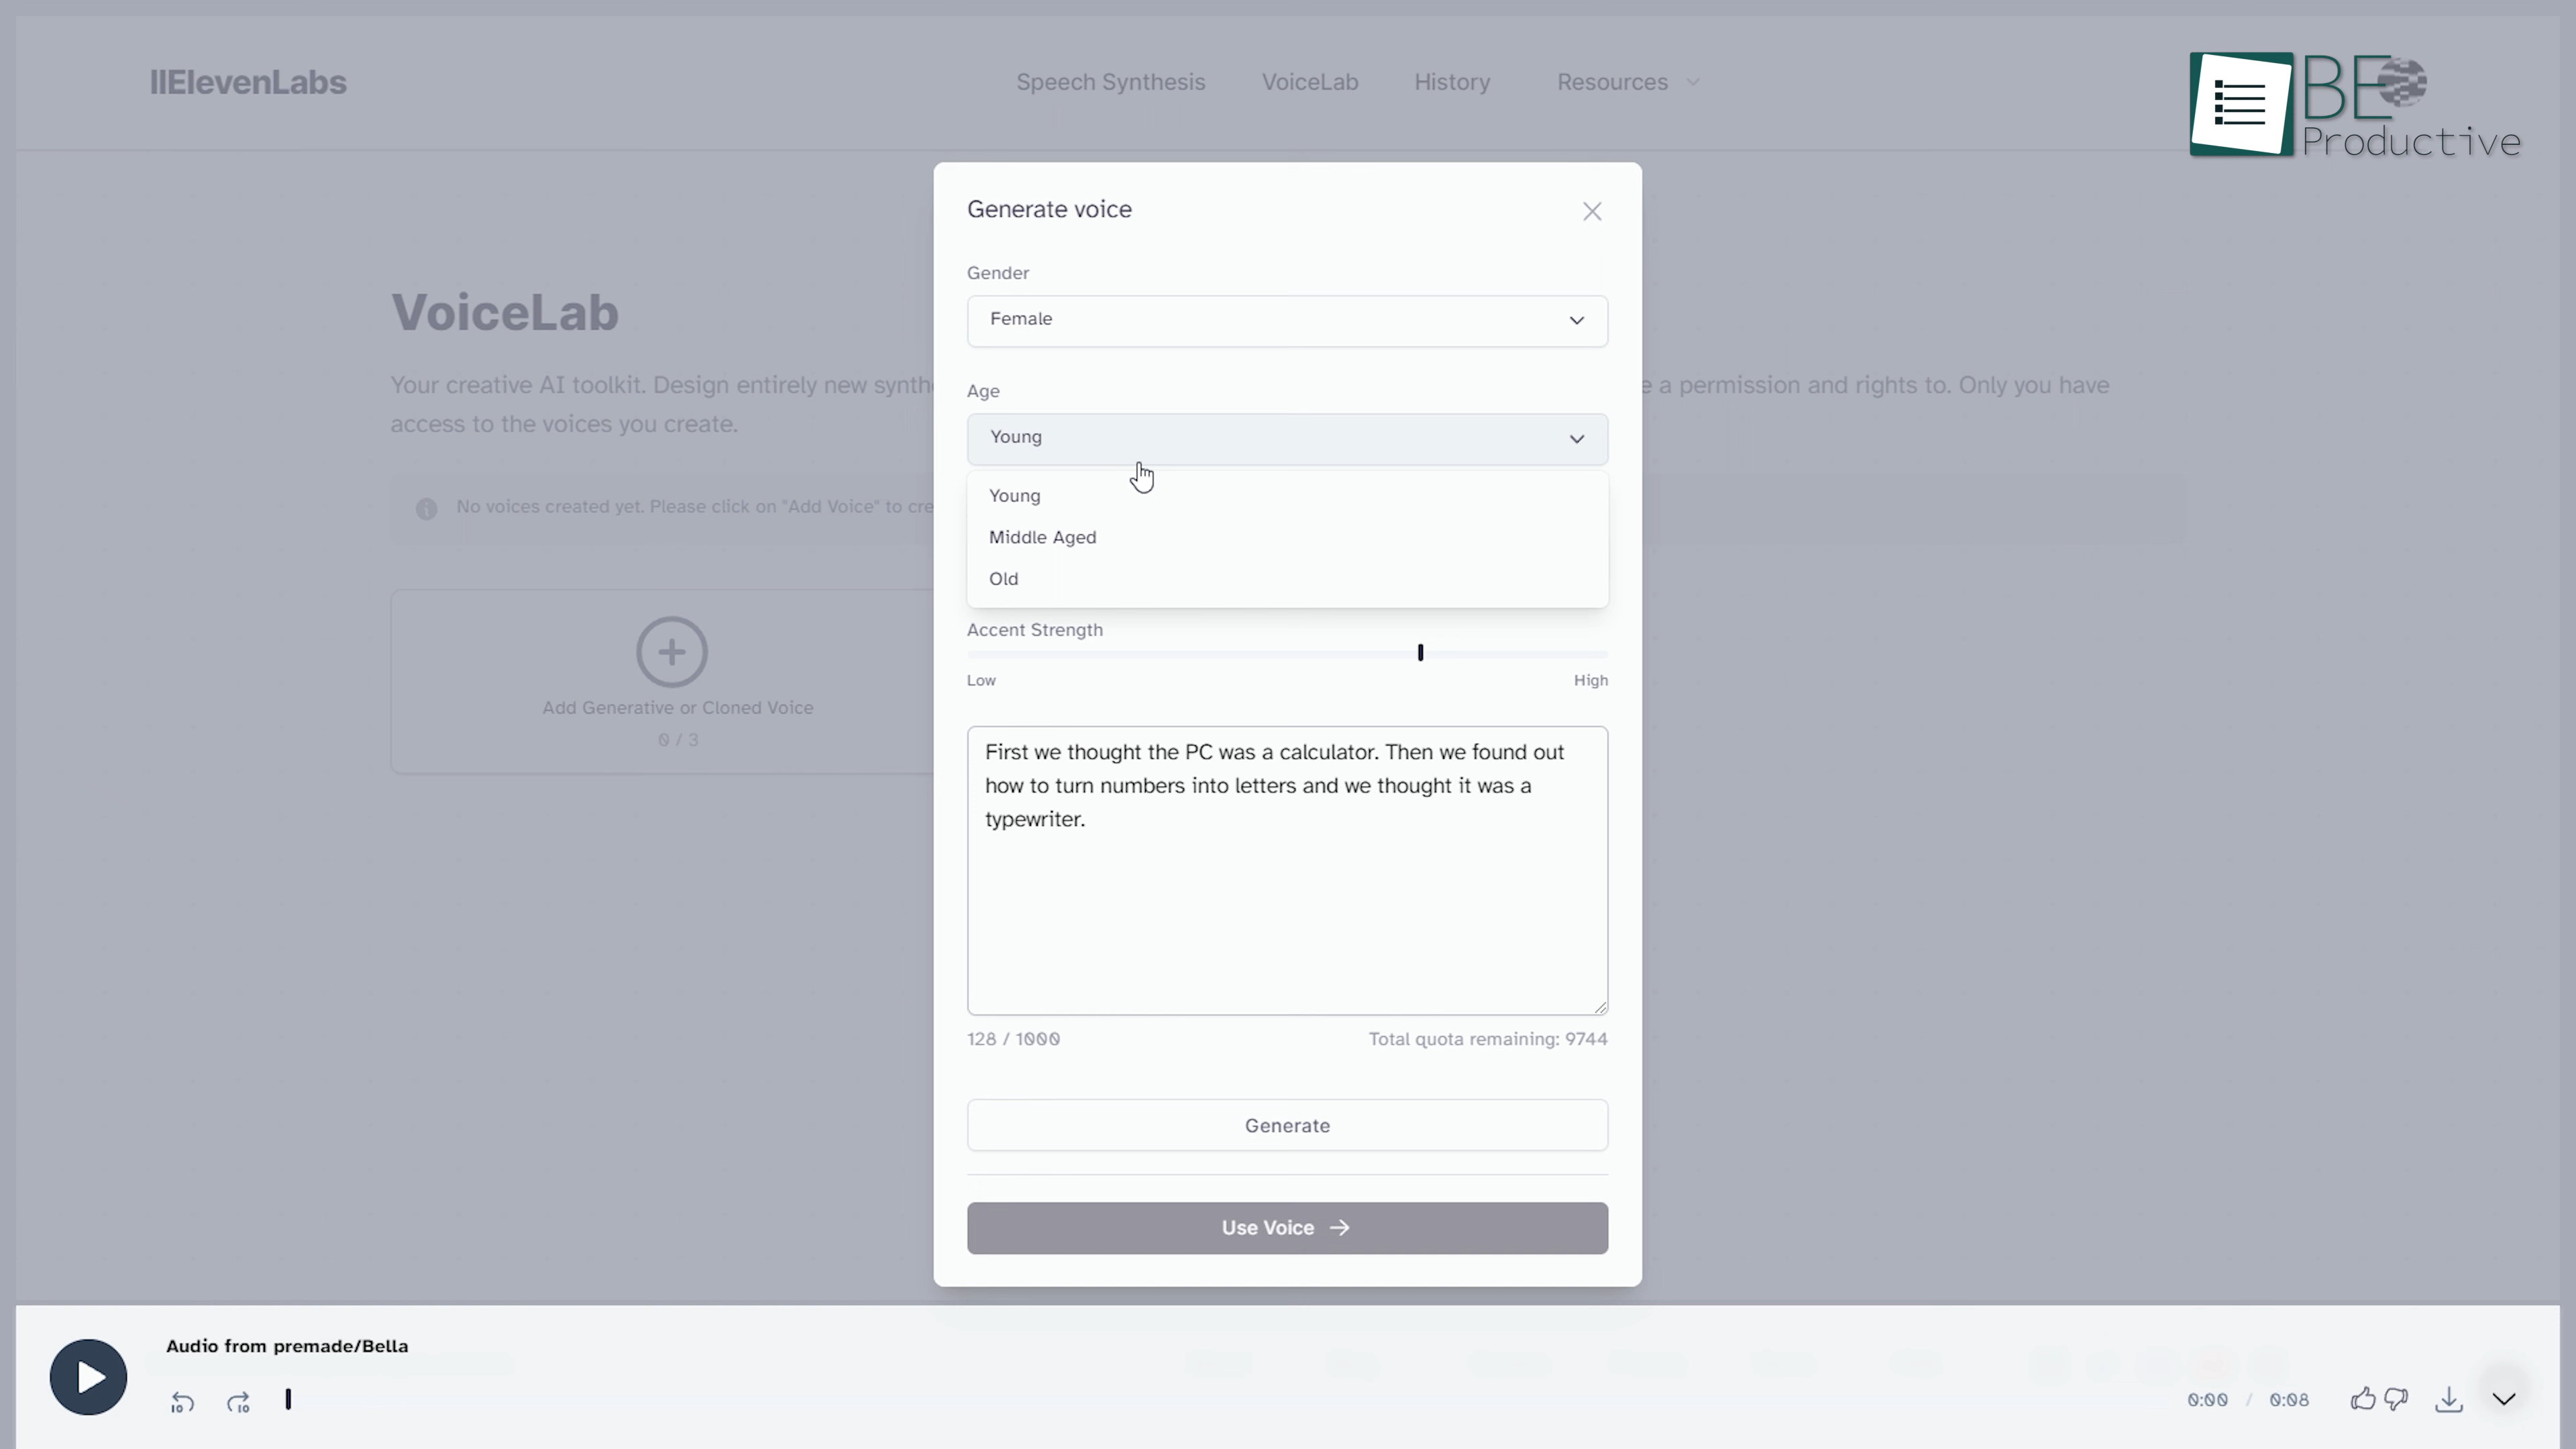 IIElevenLabs
Speech Synthesis
VoiceLab
History
Resources
BE
Productive
VoiceLab
Your creative AI toolkit. Design entirely new synth
e a permission and rights to. Only you have
access to the voices you create.
No voices created yet. Please click on "Add Voice" to cre
Add Generative or Cloned Voice
0 / 3
Generate voice
Gender
Female
Age
Young
Young
Middle Aged
Old
Accent Strength
Low
High
First we thought the PC was a calculator. Then we found out
how to turn numbers into letters and we thought it was a
typewriter.
128 / 1000
Total quota remaining: 9744
Generate
Use Voice
Audio from premade/Bella
10
10
0:00 / 0:08